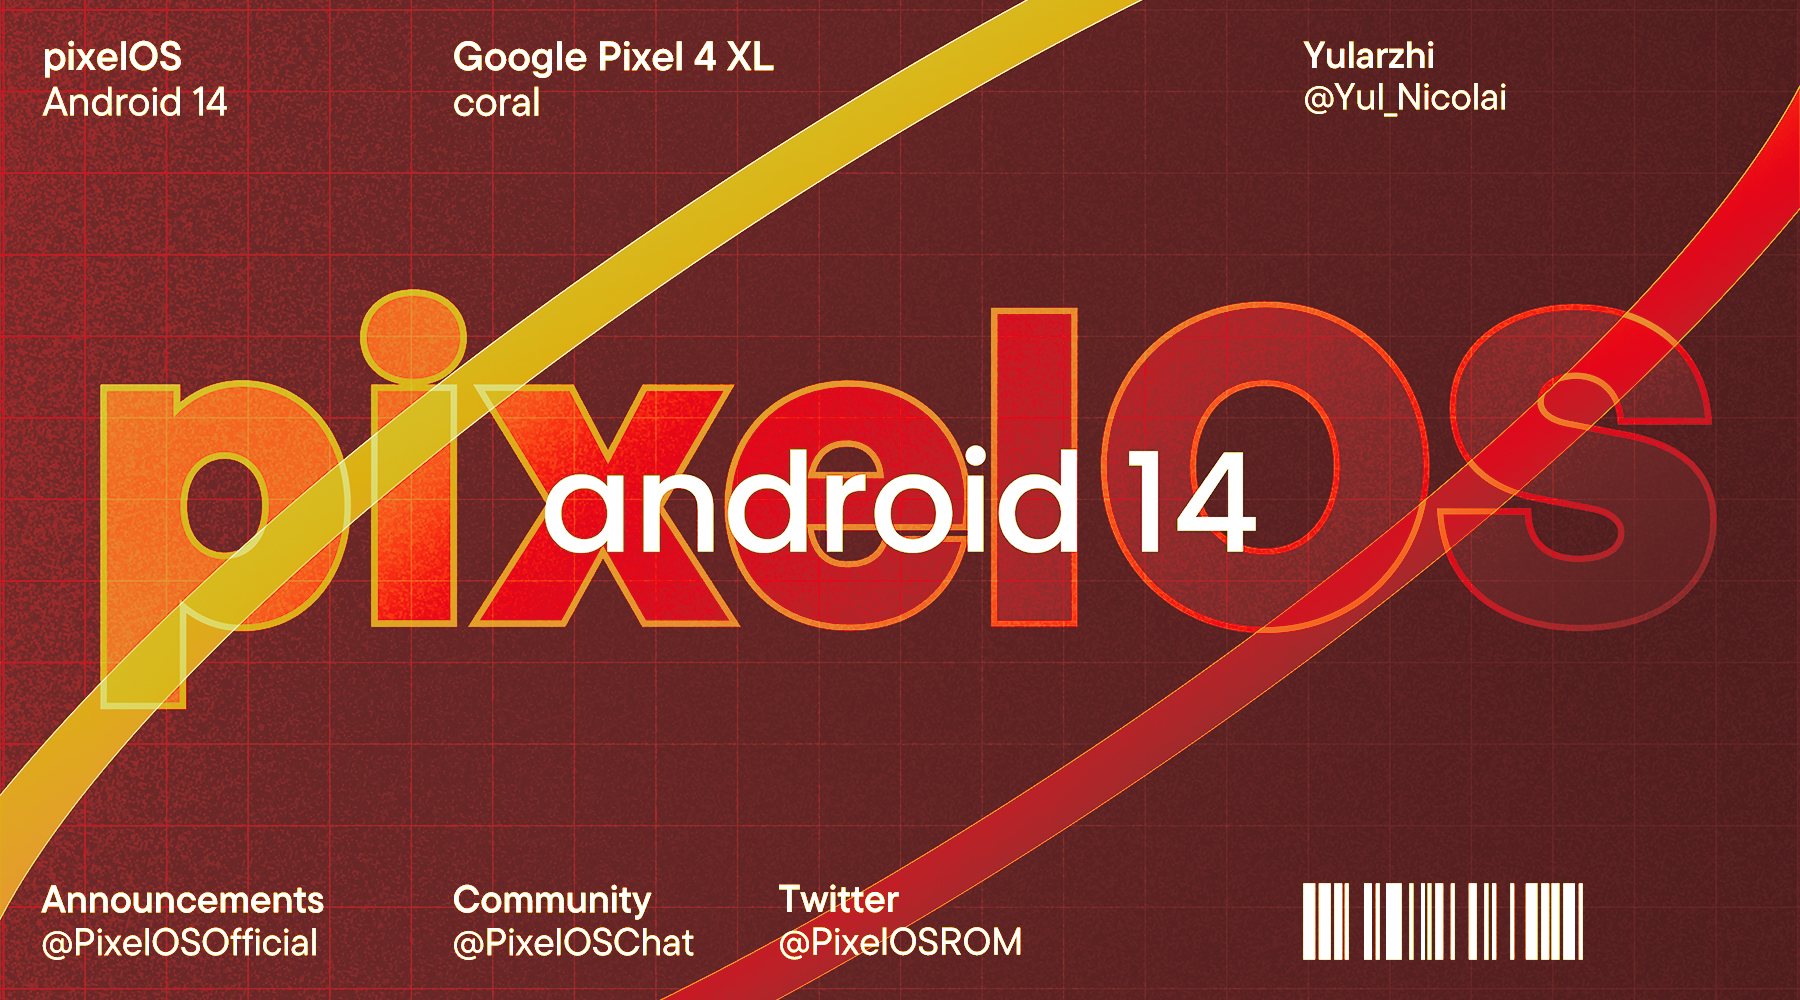 pixelOS
Android 14
Google Pixel 4 XL
coral
Yularzhi
@Yul_Nicolai
pixelOS
android 14
Announcements
@PixelOSOfficial
Community
@PixelOSChat
Twitter
@PixelOSROM